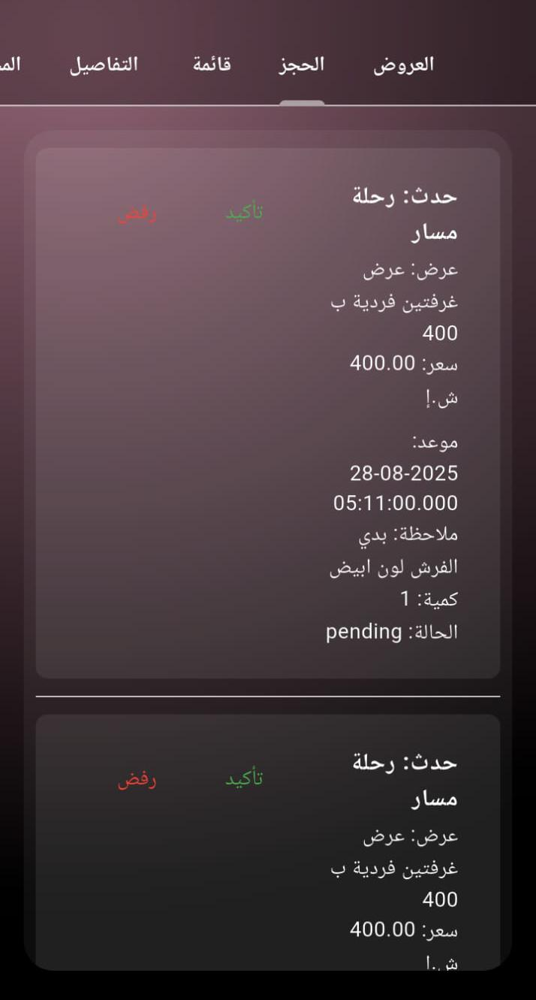 العروض
الحجز
قائمة
التفاصيل
حدث: رحلة
مسار
تأكيد
رفض
عرض: عرض
غرفتين فردية ب
400
سعر: 400.00
ش.إ
موعد:
28-08-2025
05:11:00.000
ملاحظة: بدي
الفرش لون ابيض
كمية: 1
الحالة: pending
حدث: رحلة
مسار
تأكيد
رفض
عرض: عرض
غرفتين فردية ب
400
سعر: 400.00
ش.إ